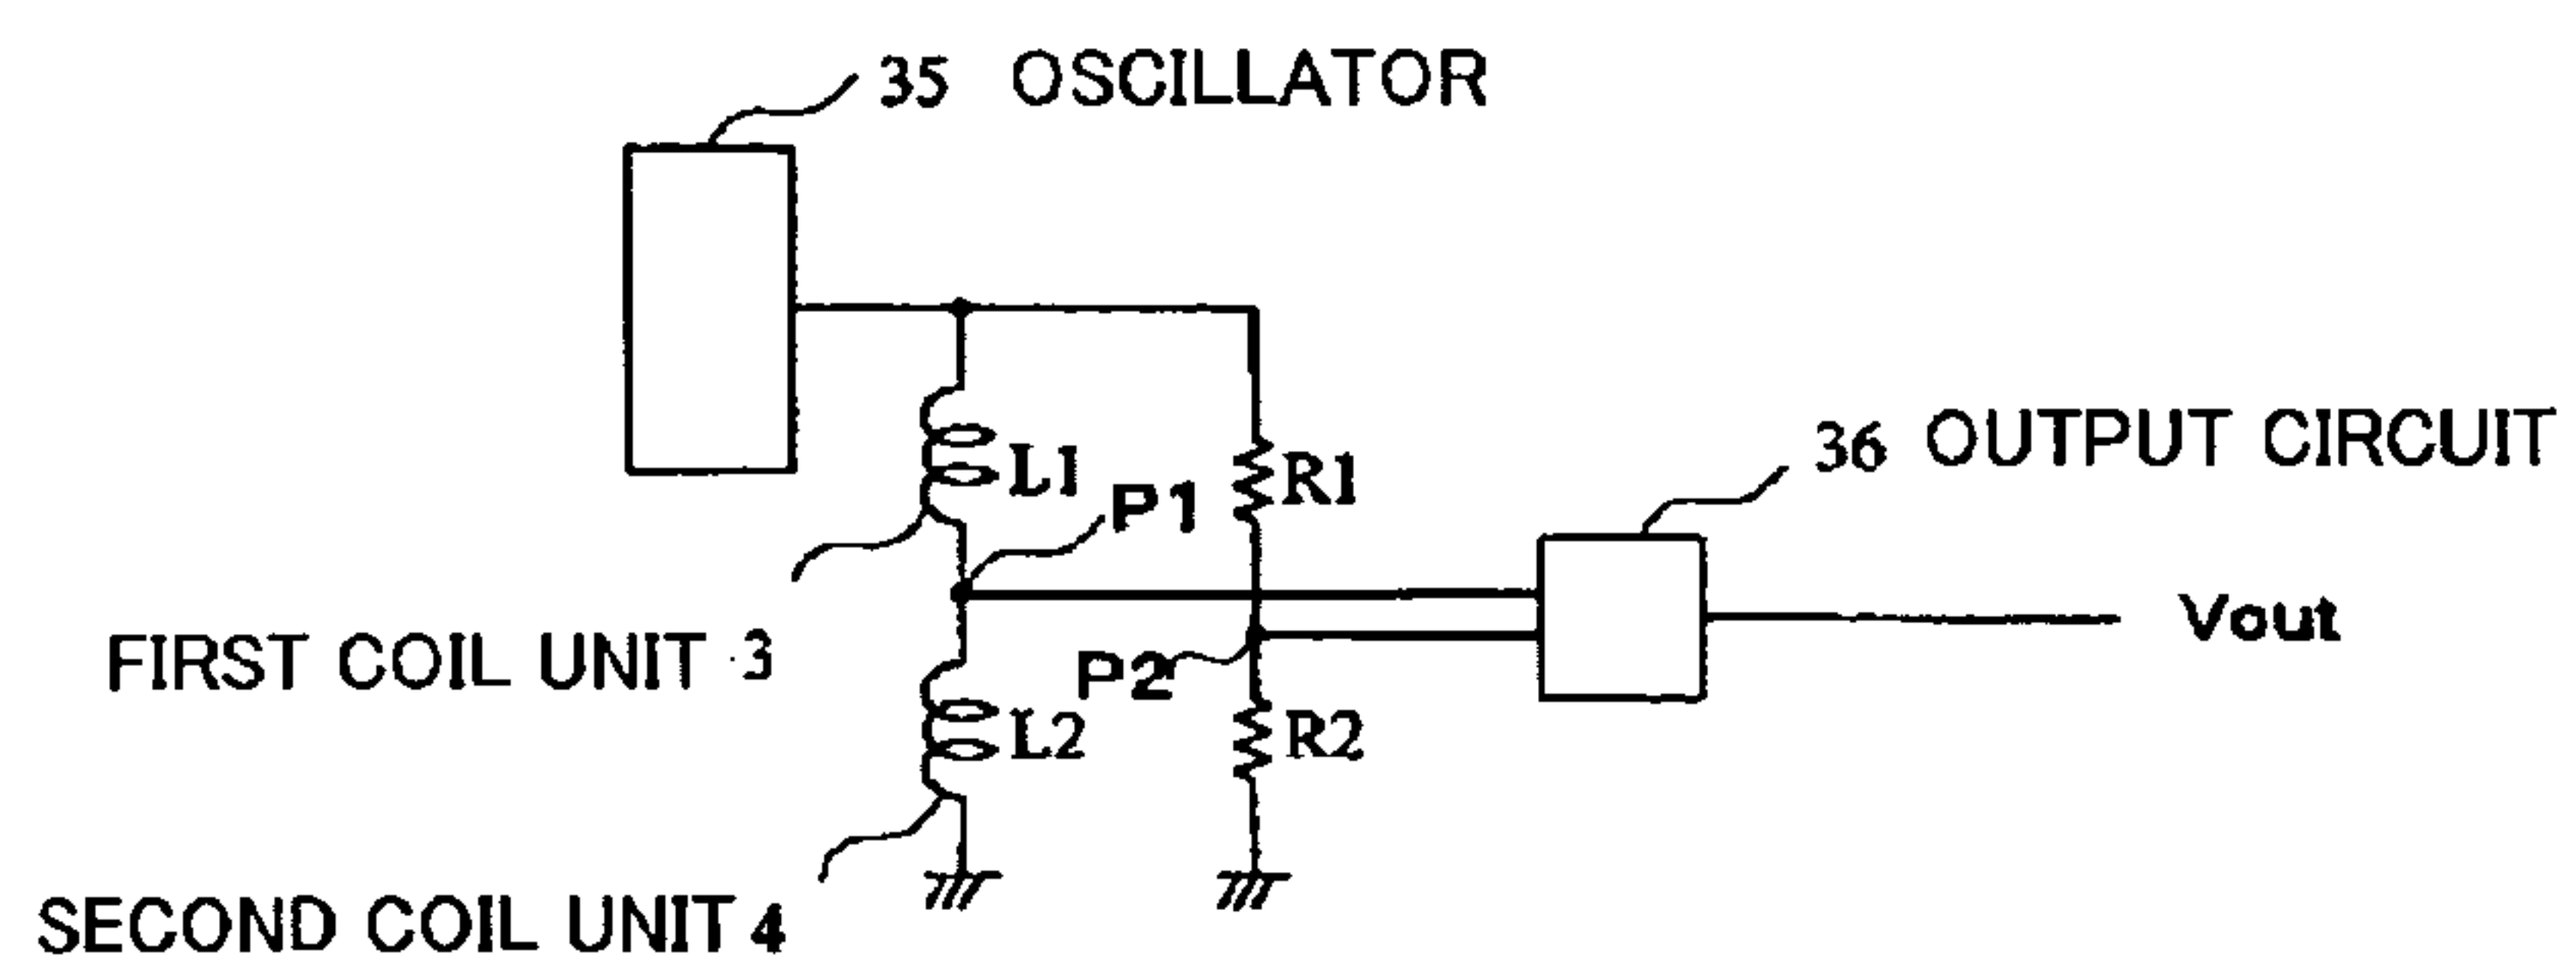 35 OSCILLATOR
36 OUTPUT CIRCUIT
L1
R1
P1
Vout
FIRST COIL UNIT 3
P2
L2
R2
SECOND COIL UNIT 4